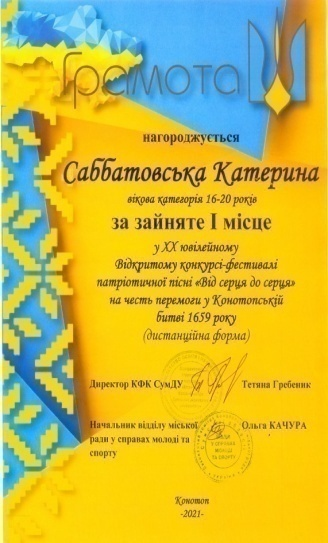 Грамота
нагороджується
Саббатовська Катерина
вікова категорія 16-20 років
за зайняте І місце
у ХХ ювілейному
Відкритому конкурсі-фестивалі
патріотичної пісні «Від серця до серця»
на честь перемоги у Конотопській
битві 1659 року
(дистанційна форма)
Директор КФК СумДУ Тетяна Гребеник
Начальник відділу міської Ольга КАЧУРА
ради у справах молоді та
спорту
Конотоп
-2021-